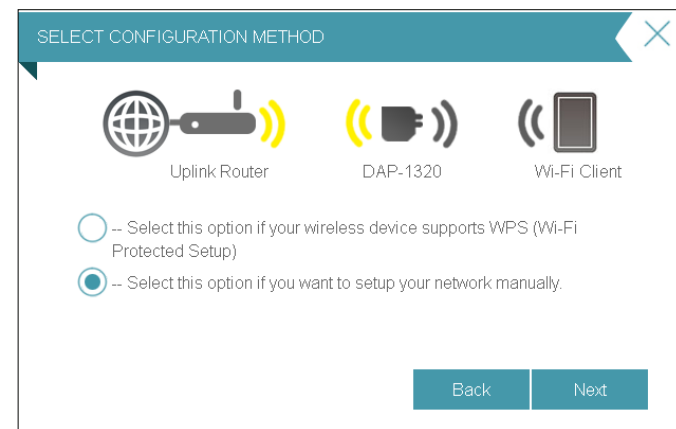 SELECT CONFIGURATION METHOD
Uplink Router
DAP-1320
Wi-Fi Client
-- Select this option if your wireless device supports WPS (Wi-Fi
Protected Setup)
-- Select this option if you want to setup your network manually.
Back
Next